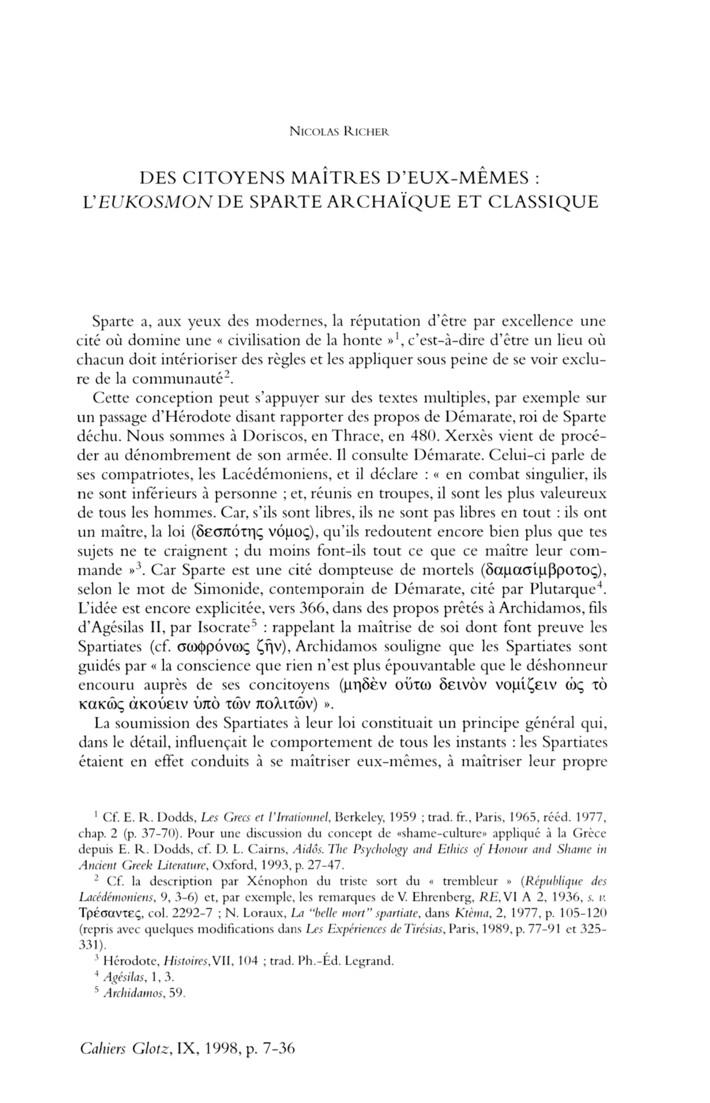 NICOLAS RICHER
DES CITOYENS MAÎTRES D'EUX-MÊMES :
L'EUKOSMON DE SPARTE ARCHAÏQUE ET CLASSIQUE
Sparte a, aux yeux des modernes, la réputation d'être par excellence une
cité où domine une « civilisation de la honte »¹, c'est-à-dire d'être un lieu où
chacun doit intérioriser des règles et les appliquer sous peine de se voir exclu-
re de la communauté².
Cette conception peut s'appuyer sur des textes multiples, par exemple sur
un passage d'Hérodote disant rapporter des propos de Démarate, roi de Sparte
déchu. Nous sommes à Doriscos, en Thrace, en 480. Xerxès vient de procé-
der au dénombrement de son armée. Il consulte Démarate. Celui-ci parle de
ses compatriotes, les Lacédémoniens, et il déclare : « en combat singulier, ils
ne sont inférieurs à personne ; et, réunis en troupes, il sont les plus valeureux
de tous les hommes. Car, s'ils sont libres, ils ne sont pas libres en tout : ils ont
un maître, la loi (δεσπότης νόμος), qu'ils redoutent encore bien plus que tes
sujets ne te craignent ; du moins font-ils tout ce que ce maître leur com-
mande »³. Car Sparte est une cité dompteuse de mortels (δαμασίμβροτος),
selon le mot de Simonide, contemporain de Démarate, cité par Plutarque⁴.
L'idée est encore explicitée, vers 366, dans des propos prêtés à Archidamos, fils
d'Agésilas II, par Isocrate⁵ : rappelant la maîtrise de soi dont font preuve les
Spartiates (cf. σωφρόνως ζῆν), Archidamos souligne que les Spartiates sont
guidés par « la conscience que rien n'est plus épouvantable que le déshonneur
encouru auprès de ses concitoyens (μηδὲν οὕτω δεινὸν νομίζειν ὡς τὸ
κακῶς ἀκούειν ὑπὸ τῶν πολιτῶν) ».
La soumission des Spartiates à leur loi constituait un principe général qui,
dans le détail, influençait le comportement de tous les instants : les Spartiates
étaient en effet conduits à se maîtriser eux-mêmes, à maîtriser leur propre
¹ Cf. E. R. Dodds, Les Grecs et l'Irrationnel, Berkeley, 1959 ; trad. fr., Paris, 1965, rééd. 1977,
chap. 2 (p. 37-70). Pour une discussion du concept de «shame-culture» appliqué à la Grèce
depuis E. R. Dodds, cf. D. L. Cairns, Aidôs. The Psychology and Ethics of Honour and Shame in
Ancient Greek Literature, Oxford, 1993, p. 27-47.
² Cf. la description par Xénophon du triste sort du « trembleur » (République des
Lacédémoniens, 9, 3-6) et, par exemple, les remarques de V. Ehrenberg, RE, VI A 2, 1936, s. v.
Τρέσαντες, col. 2292-7 ; N. Loraux, La "belle mort" spartiate, dans Ktèma, 2, 1977, p. 105-120
(repris avec quelques modifications dans Les Expériences de Tirésias, Paris, 1989, p. 77-91 et 325-
331).
³ Hérodote, Histoires, VII, 104 ; trad. Ph.-Éd. Legrand.
⁴ Agésilas, 1, 3.
⁵ Archidamos, 59.
Cahiers Glotz, IX, 1998, p. 7-36